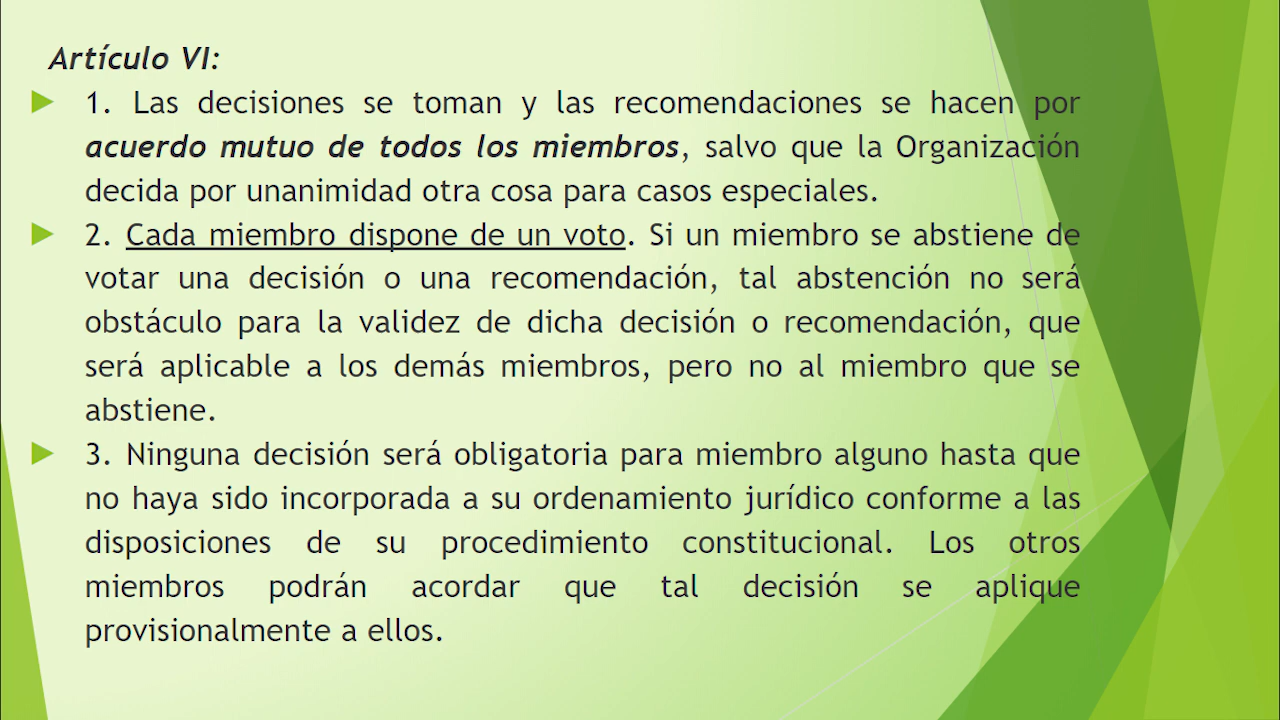 Artículo VI:
1. Las decisiones se toman y las recomendaciones se hacen por
acuerdo mutuo de todos los miembros, salvo que la Organización
decida por unanimidad otra cosa para casos especiales.
2. Cada miembro dispone de un voto. Si un miembro se abstiene de
votar una decisión o una recomendación, tal abstención no será
obstáculo para la validez de dicha decisión o recomendación, que
será aplicable a los demás miembros, pero no al miembro que se
abstiene.
3. Ninguna decisión será obligatoria para miembro alguno hasta que
no haya sido incorporada a su ordenamiento jurídico conforme a las
disposiciones de su procedimiento constitucional. Los otros
miembros podrán acordar que tal decisión se aplique
provisionalmente a ellos.